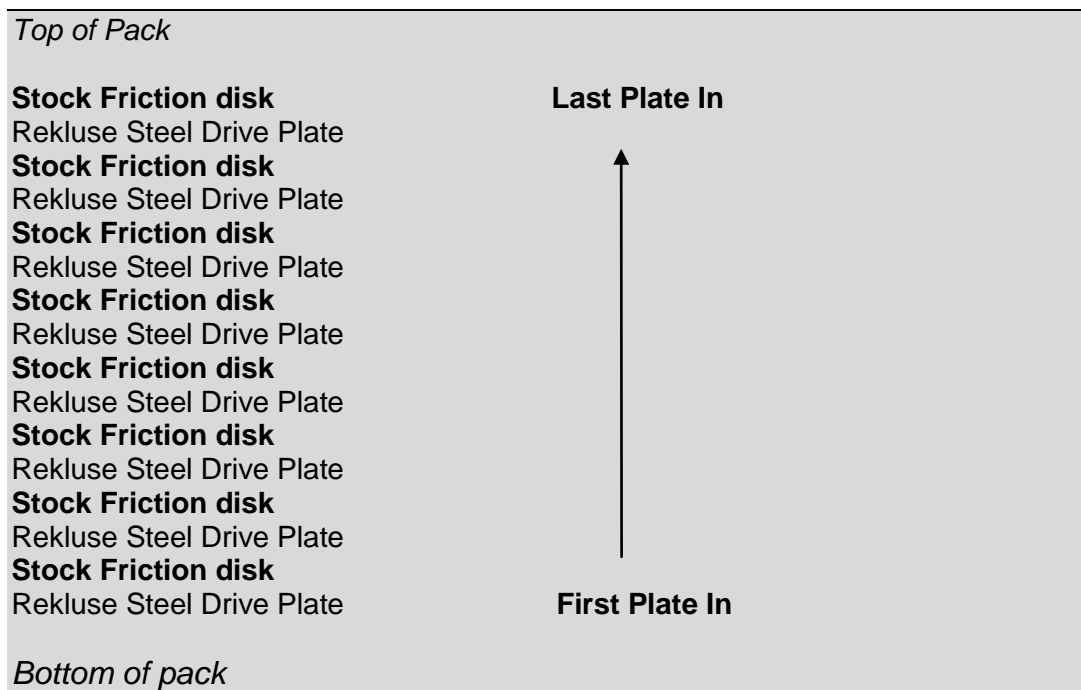 Top of Pack
Stock Friction disk Last Plate In
Rekluse Steel Drive Plate
Stock Friction disk
Rekluse Steel Drive Plate
Stock Friction disk
Rekluse Steel Drive Plate
Stock Friction disk
Rekluse Steel Drive Plate
Stock Friction disk
Rekluse Steel Drive Plate
Stock Friction disk
Rekluse Steel Drive Plate
Stock Friction disk
Rekluse Steel Drive Plate
Stock Friction disk
Rekluse Steel Drive Plate First Plate In
Bottom of pack